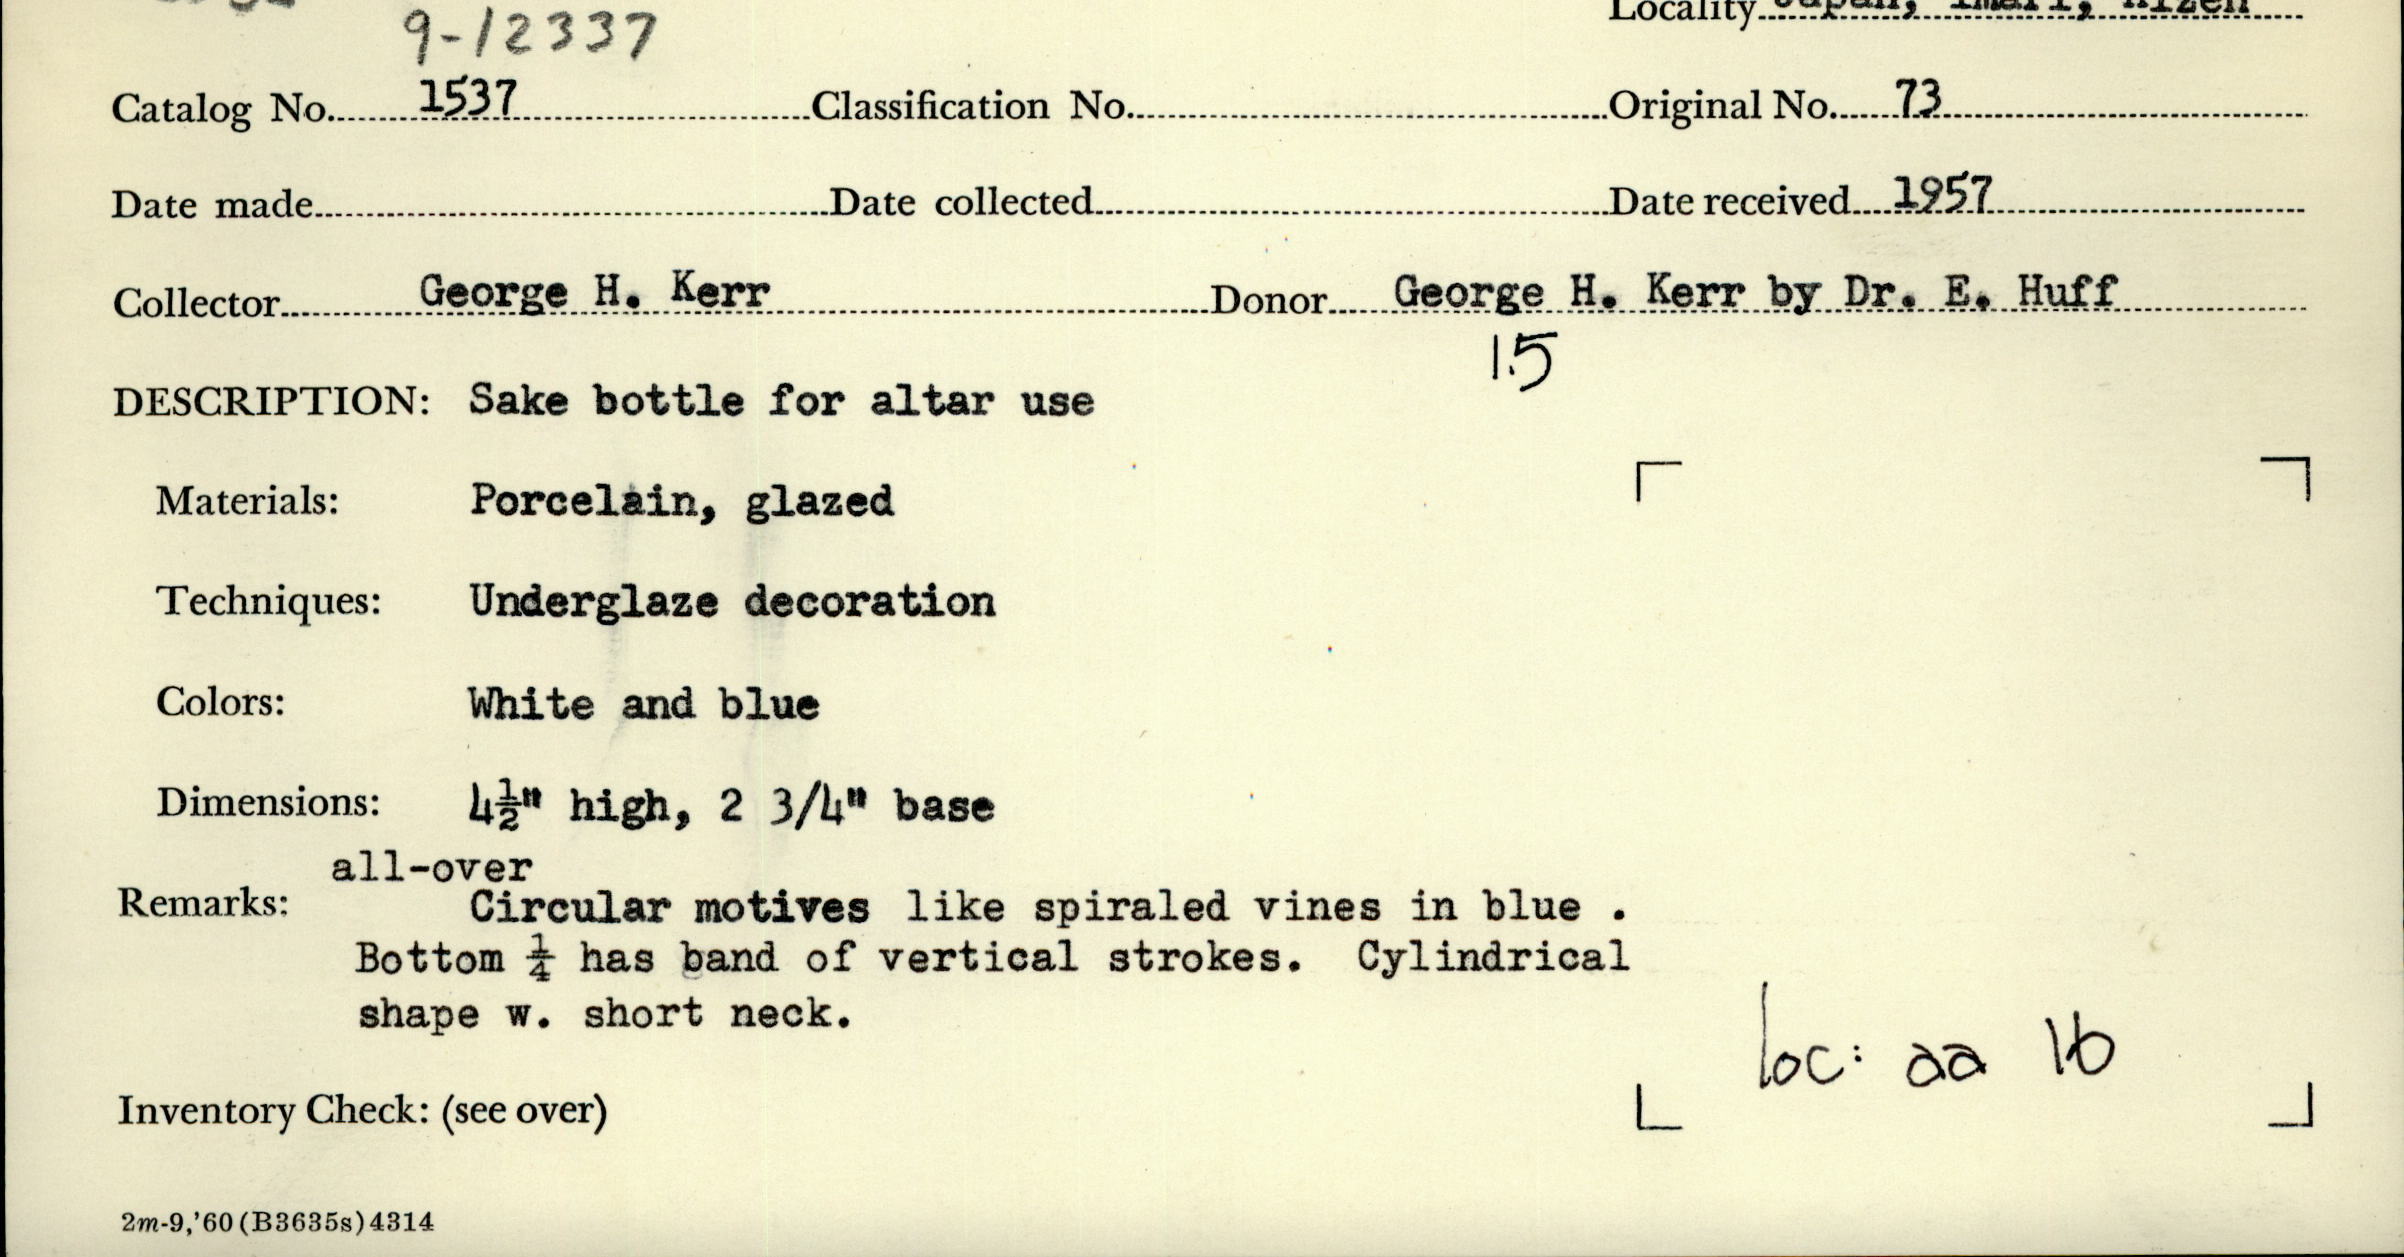 9-12337
Locality Japan, Imari, Hizen
Catalog No. 1537 Classification No. Original No. 73
Date made Date collected Date received 1957
Collector George H. Kerr Donor George H. Kerr by Dr. E. Huff
15
DESCRIPTION: Sake bottle for altar use
Materials: Porcelain, glazed
Techniques: Underglaze decoration
Colors: White and blue
Dimensions: 4½" high, 2 3/4" base
all-over
Remarks: Circular motives like spiraled vines in blue .
Bottom ¼ has band of vertical strokes. Cylindrical
shape w. short neck.
loc: aa 16
Inventory Check: (see over)
2m-9,'60(B3635s)4314